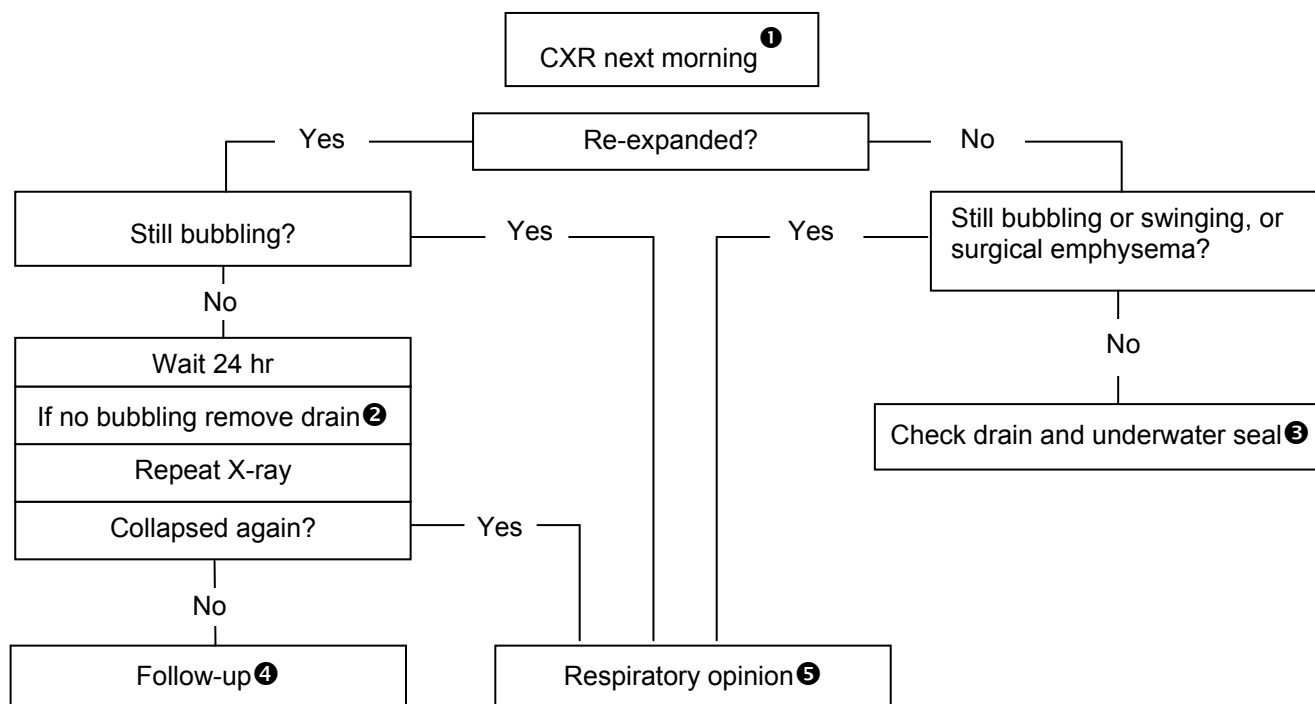 CXR next morning❶
Yes
Re-expanded?
No
Still bubbling?
Yes
Yes
Still bubbling or swinging, or
surgical emphysema?
No
No
Wait 24 hr
If no bubbling remove drain❷
Check drain and underwater seal❸
Repeat X-ray
Collapsed again?
Yes
No
Follow-up❹
Respiratory opinion❺